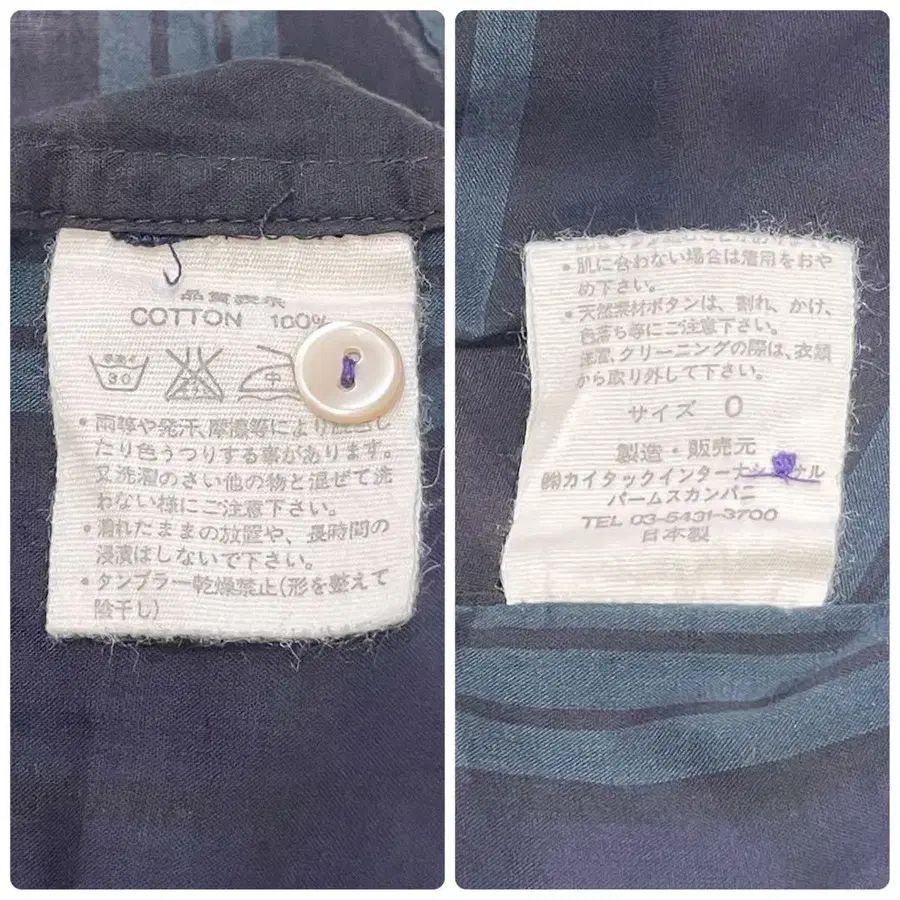 品質表示
COTTON 100%
30
中
・雨等や発汗、摩擦等により
たり色うつりする事があります。
又洗濯のさい他の物と混ぜて洗
わない様にご注意下さい。
・濡れたままの放置や、長時間の
浸漬はしないで下さい。
・タンブラー乾燥禁止(形を整えて
陰干し)
・肌に合わない場合は着用をおや
め下さい。
・天然素材ボタンは、割れ、かけ、
色落ち等にご注意下さい。
洗濯、クリーニングの際は、衣類
から取り外して下さい。
サイズ 0
製造・販売元
㈱カイタックインターナショナル
パームスカンパニ
TEL 03-5431-3700
日本製